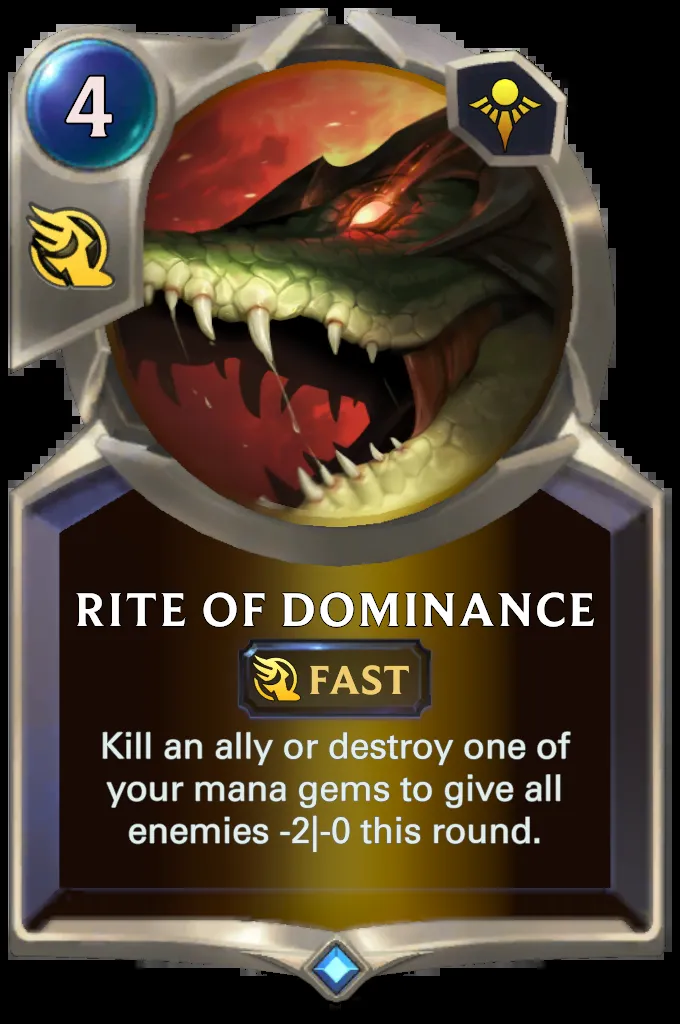 4
RITE OF DOMINANCE
FAST
Kill an ally or destroy one of
your mana gems to give all
enemies -2|-0 this round.